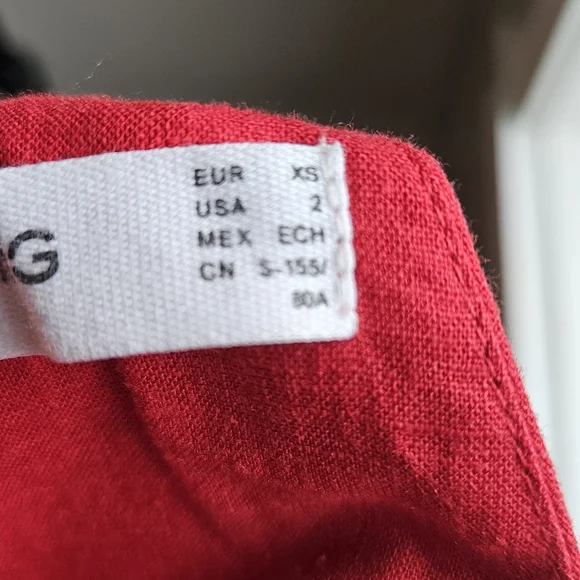 EUR XS
USA 2
MEX ECH
CN S-155/
80A